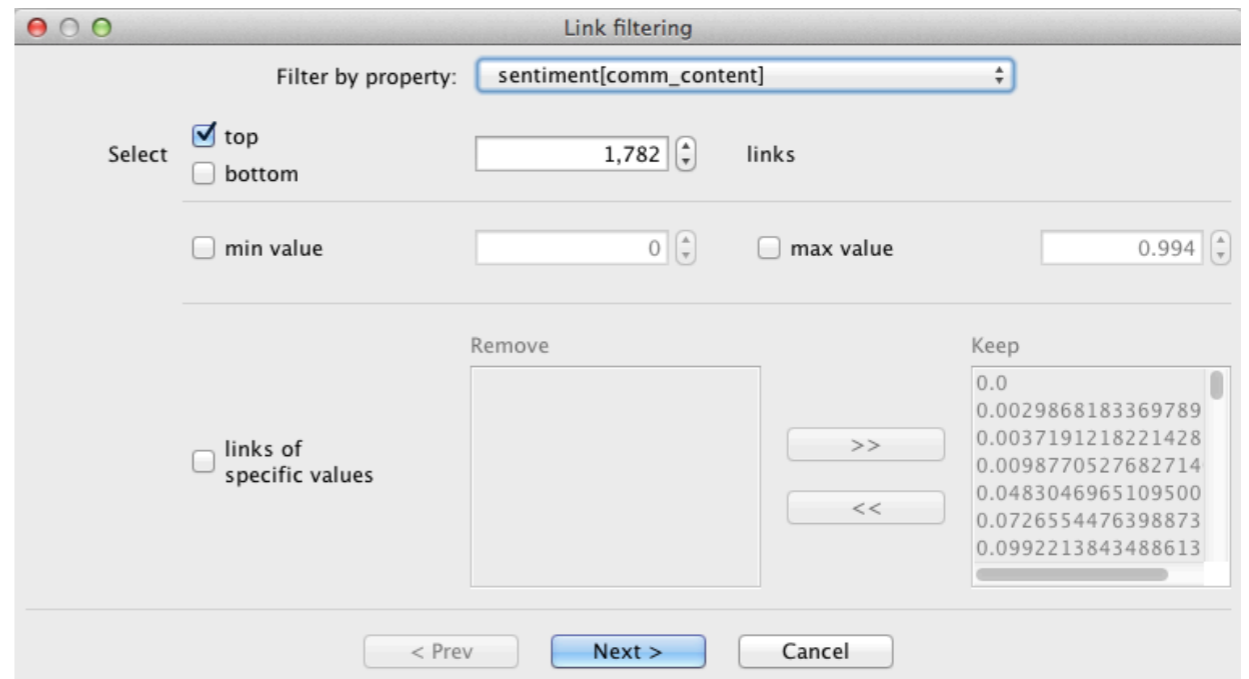 Link filtering
Filter by property: sentiment[comm_content]
Select top 1,782 links
bottom
min value 0 max value 0.994
Remove Keep
0.0
0.0029868183369789
0.0037191218221428
0.0098770527682714
0.0483046965109500
0.0726554476398873
0.0992213843488613
links of
specific values
>>
<<
< Prev Next > Cancel